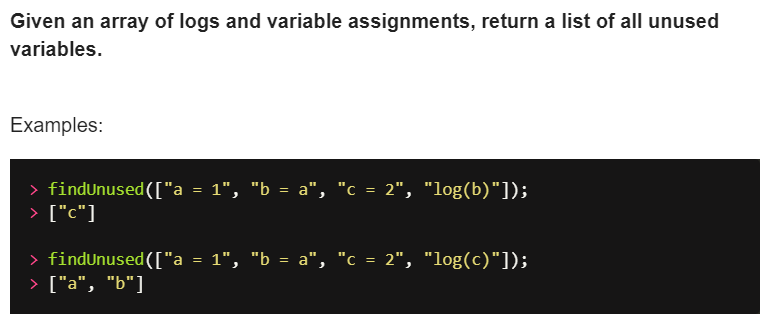 Given an array of logs and variable assignments, return a list of all unused
variables.
Examples:
> findUnused(["a = 1", "b = a", "c = 2", "log(b)"]);
> ["c"]
> findUnused(["a = 1", "b = a", "c = 2", "log(c)"]);
> ["a", "b"]